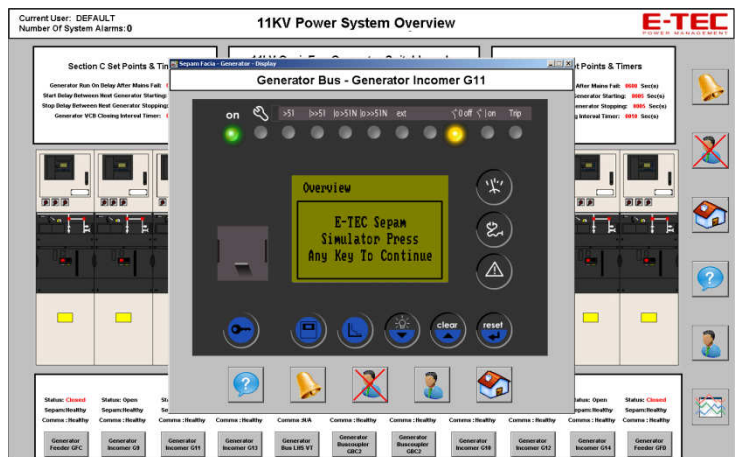 Current User: DEFAULT
Number Of System Alarms: 0
11KV Power System Overview
E-TEC
POWER MANAGEMENT
Section C Set Points & Tim
Generator Run On Delay After Mains Fail:
Start Delay Between Next Generator Starting:
Stop Delay Between Next Generator Stopping:
Generator VCB Closing Interval Timer:
et Points & Timers
After Mains Fail: 0600 Sec(s)
enerator Starting: 0005 Sec(s)
enerator Stopping: 0005 Sec(s)
g Interval Timer: 0010 Sec(s)
Sepam Facia - Generator - Display
Generator Bus - Generator Incomer G11
on >51 I>>51 Io>51N Io>>51N ext 0 off I on Trip
Overview
E-TEC Sepam
Simulator Press
Any Key To Continue
clear
reset
Status: Closed Status: Open Status: Open Status: Closed
Sepam:Healthy Sepam:Healthy Sepam:Healthy Sepam:Healthy
Comms :Healthy Comms :Healthy Comms :Healthy Comms :Healthy Comms :N/A Comms :Healthy Comms :Healthy Comms :Healthy Comms :Healthy Comms :Healthy Comms :Healthy
Generator Feeder GFC
Generator Incomer G9
Generator Incomer G11
Generator Incomer G13
Generator Bus LHS VT
Generator Buscoupler GBC2
Generator Buscoupler GBC2
Generator Incomer G10
Generator Incomer G12
Generator Incomer G14
Generator Feeder GFB